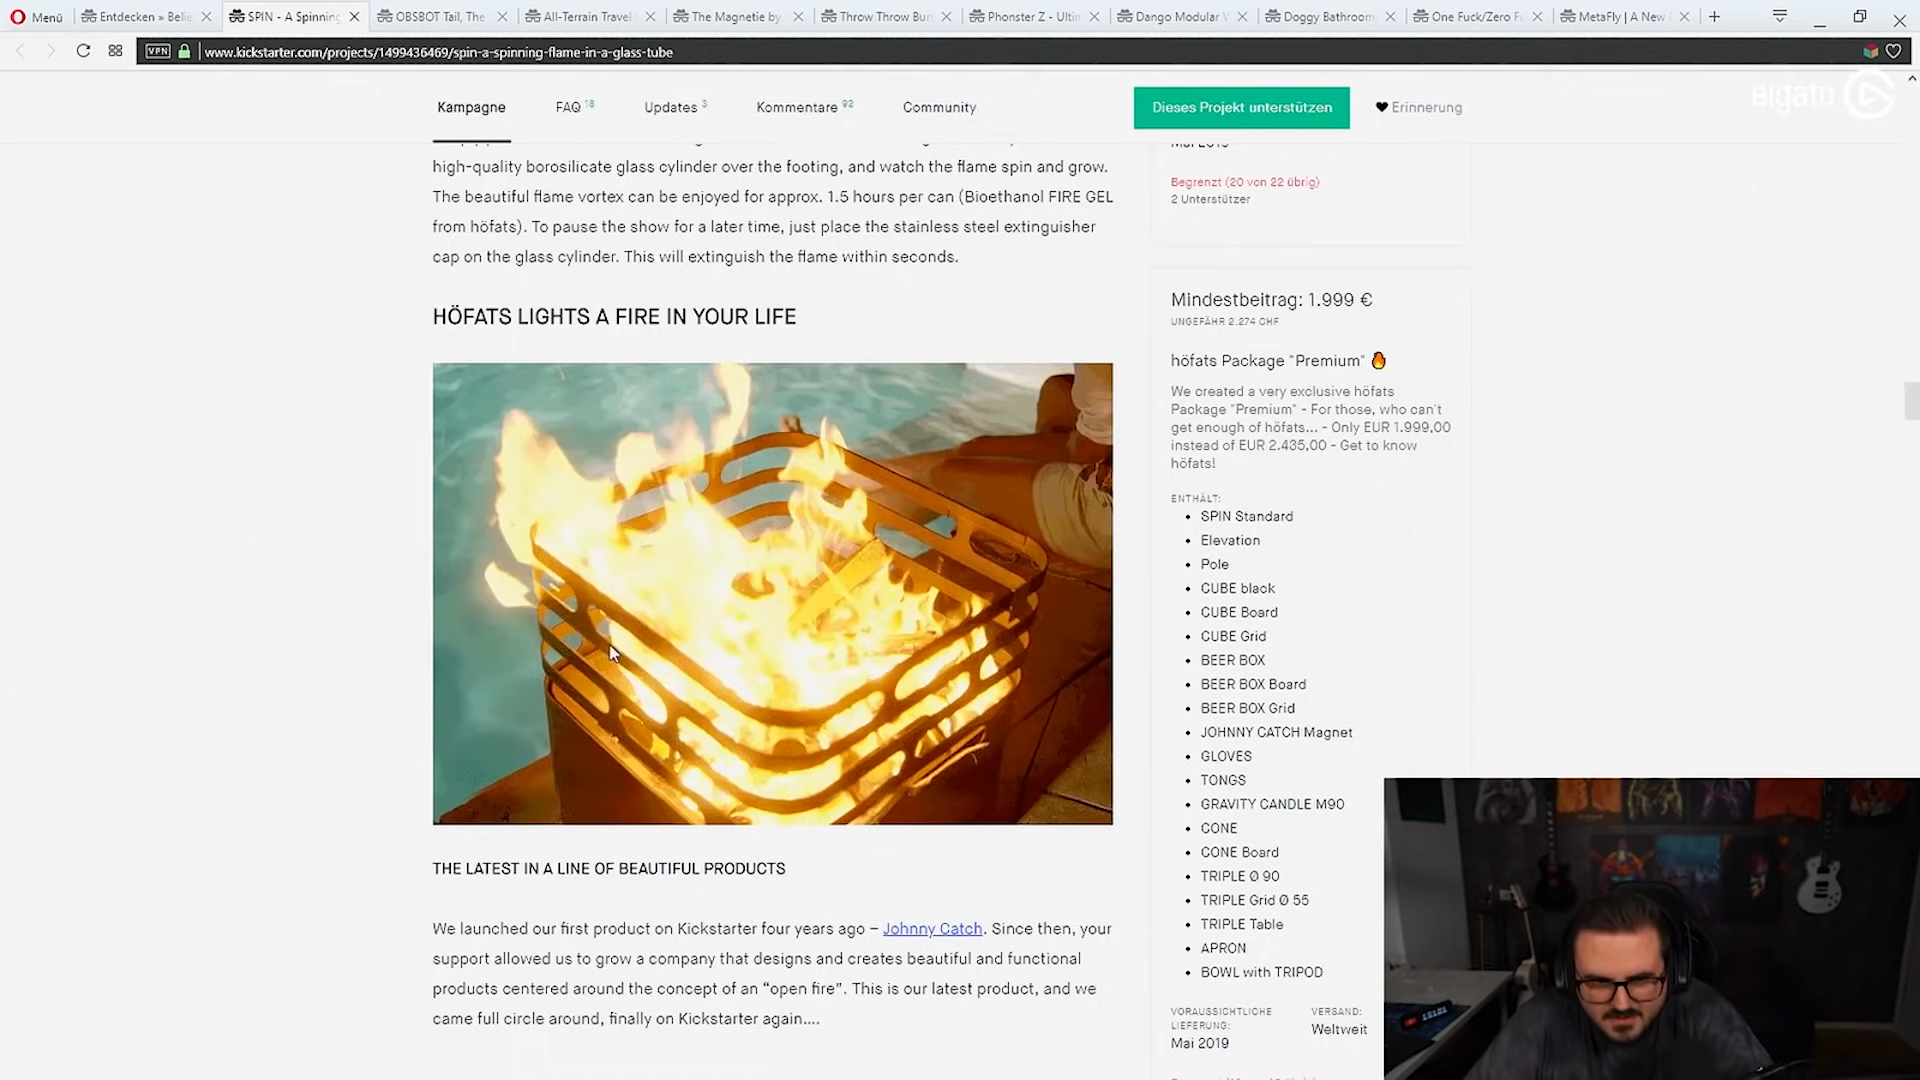 Menü
Entdecken » Belie
SPIN - A Spinning
OBSBOT Tail, The
All-Terrain Travel
The Magnetie by
Throw Throw Bur
Phonster Z - Ultin
Dango Modular
Doggy Bathroom
One Fuck/Zero F
MetaFly | A New
VPN
www.kickstarter.com/projects/1499436469/spin-a-spinning-flame-in-a-glass-tube
elgato
Kampagne
FAQ 18
Updates 3
Kommentare 92
Community
Dieses Projekt unterstützen
Erinnerung
high-quality borosilicate glass cylinder over the footing, and watch the flame spin and grow.
The beautiful flame vortex can be enjoyed for approx. 1.5 hours per can (Bioethanol FIRE GEL
from höfats). To pause the show for a later time, just place the stainless steel extinguisher
cap on the glass cylinder. This will extinguish the flame within seconds.
HÖFATS LIGHTS A FIRE IN YOUR LIFE
THE LATEST IN A LINE OF BEAUTIFUL PRODUCTS
We launched our first product on Kickstarter four years ago – Johnny Catch. Since then, your
support allowed us to grow a company that designs and creates beautiful and functional
products centered around the concept of an “open fire”. This is our latest product, and we
came full circle around, finally on Kickstarter again....
Mai 2019
Begrenzt (20 von 22 übrig)
2 Unterstützer
Mindestbeitrag: 1.999 €
UNGEFÄHR 2.274 CHF
höfats Package "Premium" 🔥
We created a very exclusive höfats
Package "Premium" - For those, who can't
get enough of höfats... - Only EUR 1.999,00
instead of EUR 2.435,00 - Get to know
höfats!
ENTHÄLT:
• SPIN Standard
• Elevation
• Pole
• CUBE black
• CUBE Board
• CUBE Grid
• BEER BOX
• BEER BOX Board
• BEER BOX Grid
• JOHNNY CATCH Magnet
• GLOVES
• TONGS
• GRAVITY CANDLE M90
• CONE
• CONE Board
• TRIPLE Ø 90
• TRIPLE Grid Ø 55
• TRIPLE Table
• APRON
• BOWL with TRIPOD
VORAUSSICHTLICHE
LIEFERUNG:
Mai 2019
VERSAND:
Weltweit